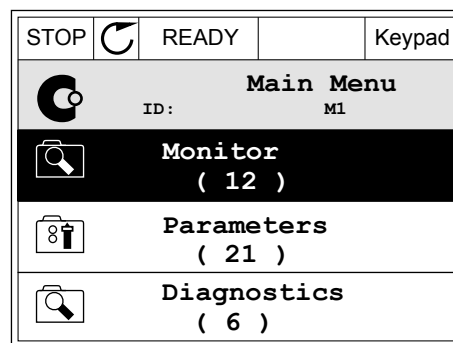 STOP READY Keypad
Main Menu
ID: M1
Monitor
( 12 )
Parameters
( 21 )
Diagnostics
( 6 )